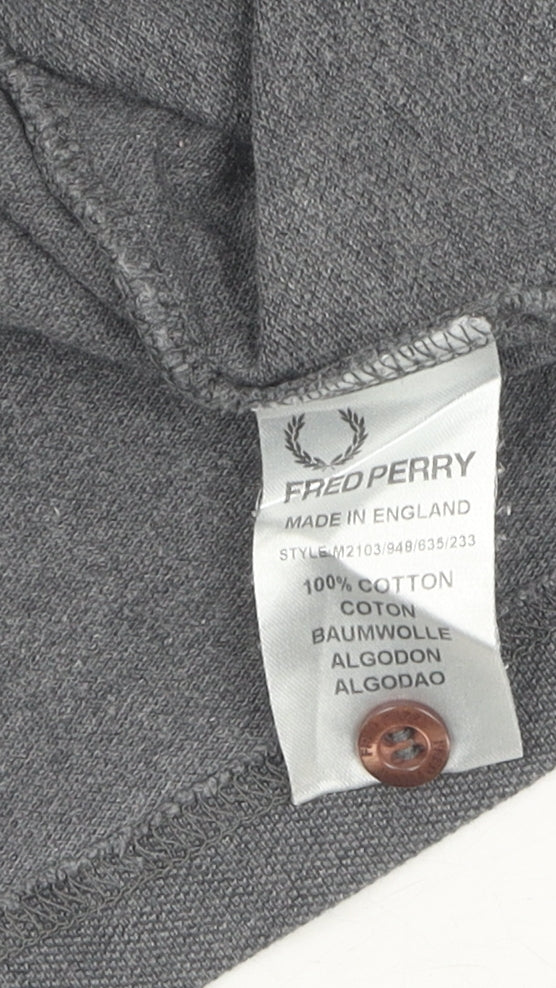 FRED PERRY
MADE IN ENGLAND
STYLE:M2103/948/635/233
100% COTTON
COTON
BAUMWOLLE
ALGODON
ALGODAO